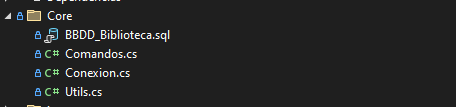 Core
BBDD_Biblioteca.sql
C# Comandos.cs
C# Conexion.cs
C# Utils.cs